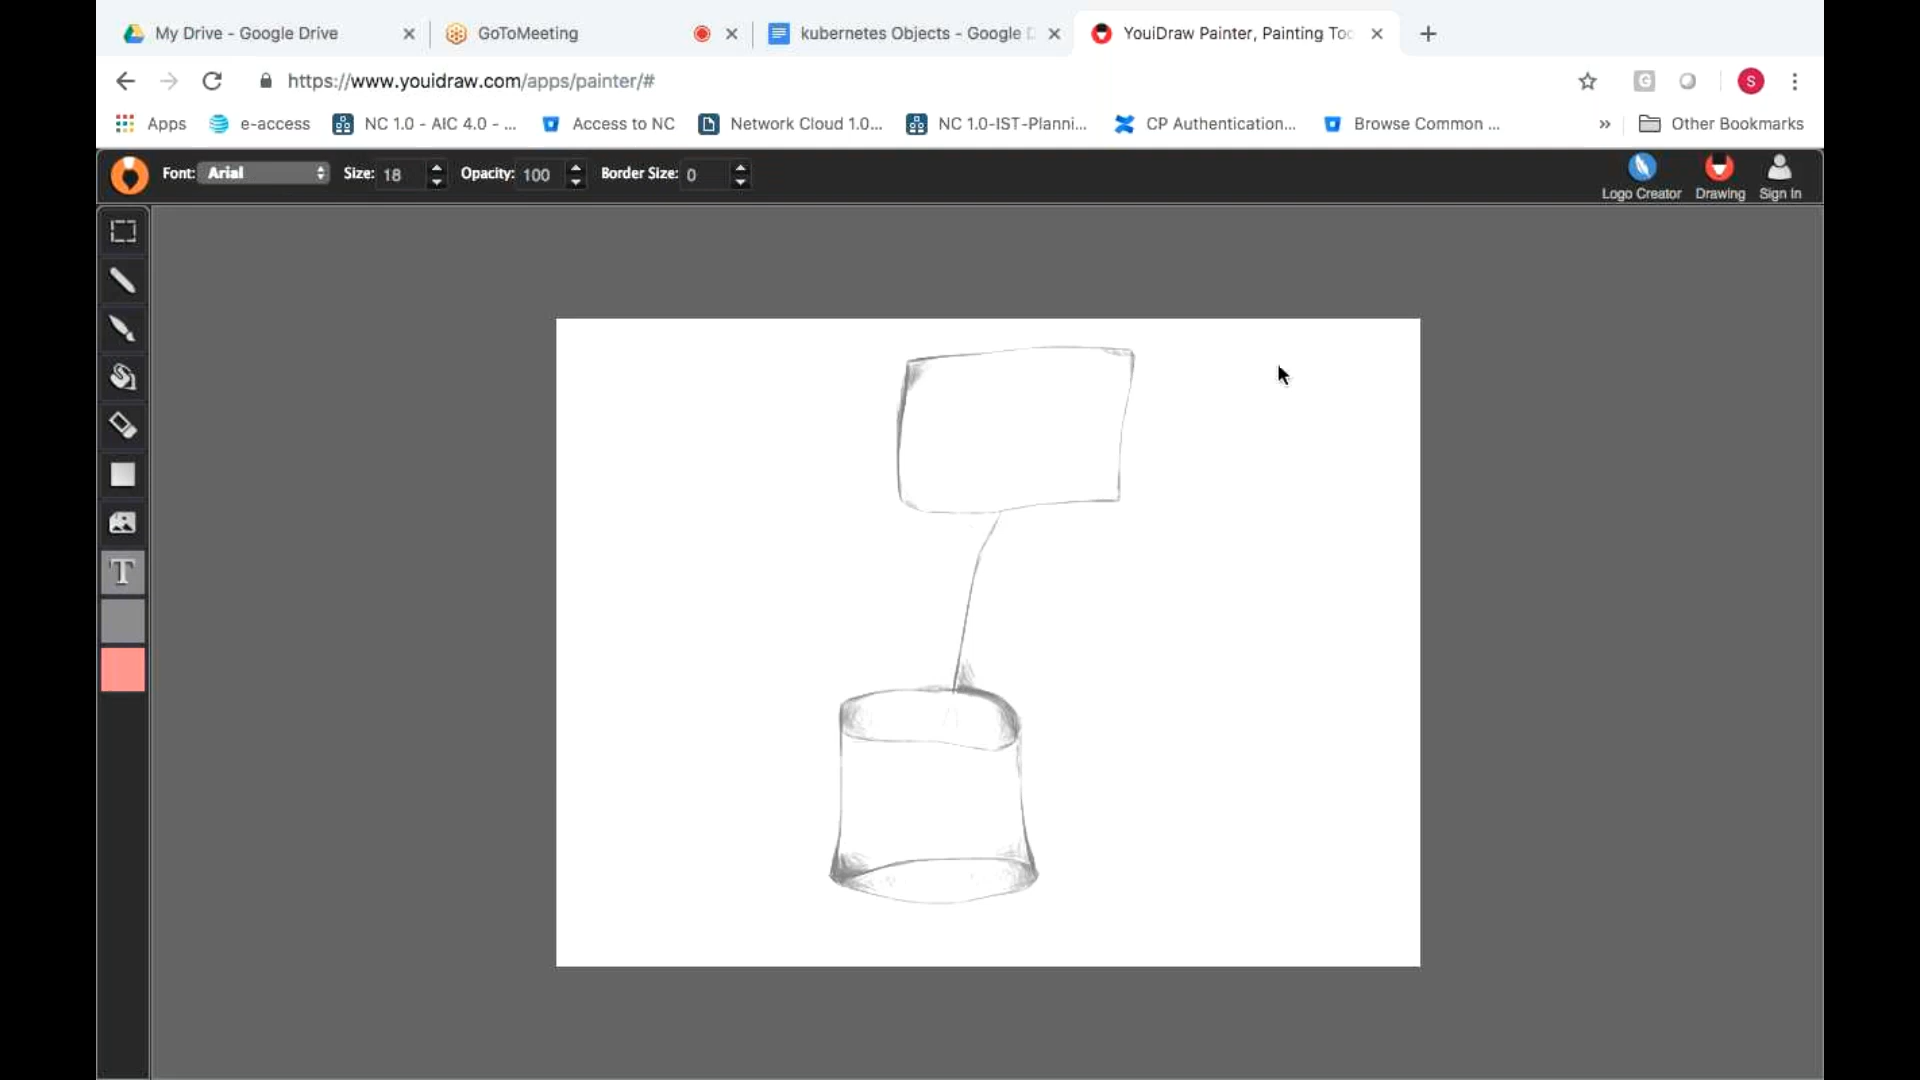 My Drive - Google Drive
GoToMeeting
kubernetes Objects - Google D
YouiDraw Painter, Painting Too
https://www.youidraw.com/apps/painter/#
G
S
Apps
e-access
NC 1.0 - AIC 4.0 - ...
Access to NC
Network Cloud 1.0...
NC 1.0-IST-Planni...
CP Authentication...
Browse Common ...
»
Other Bookmarks
Font: Arial
Size: 18
Opacity: 100
Border Size: 0
Logo Creator
Drawing
Sign In
T